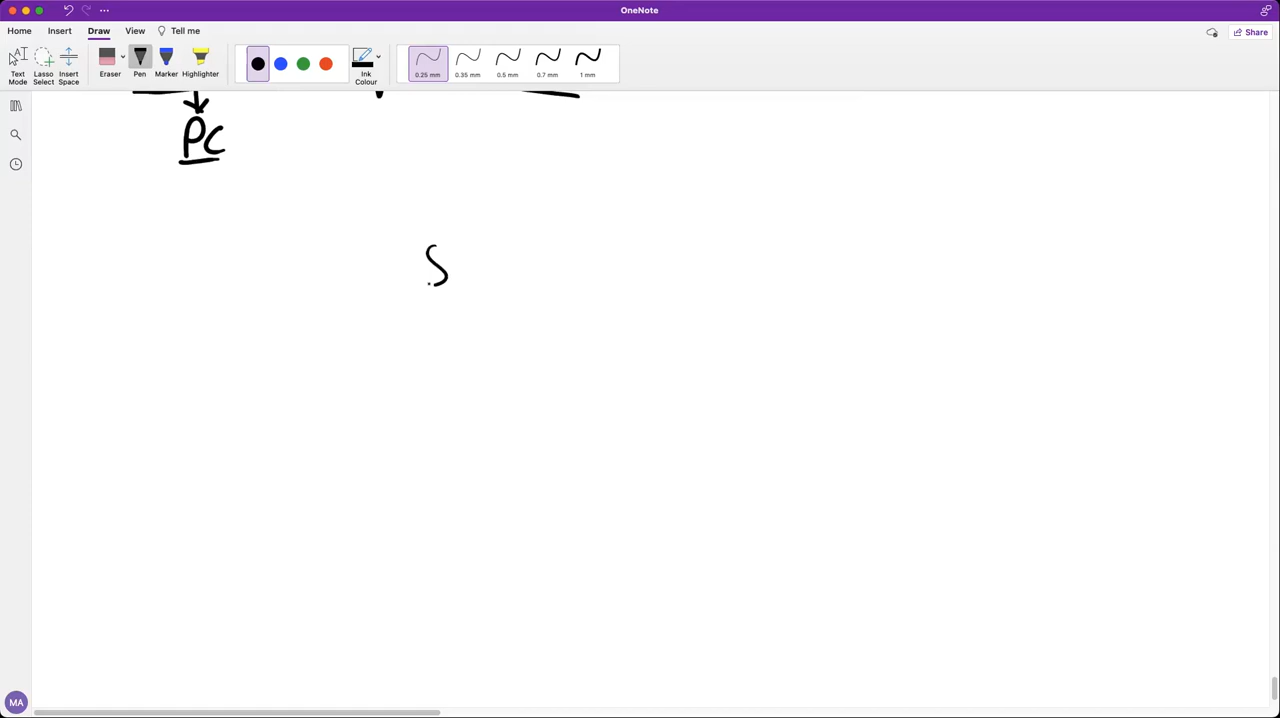 OneNote
Home Insert Draw View Tell me
Share
Text Mode
Lasso Select
Insert Space
Eraser
Pen
Marker
Highlighter
Ink Colour
0.25 mm
0.35 mm
0.5 mm
0.7 mm
1 mm
PC
S
MA